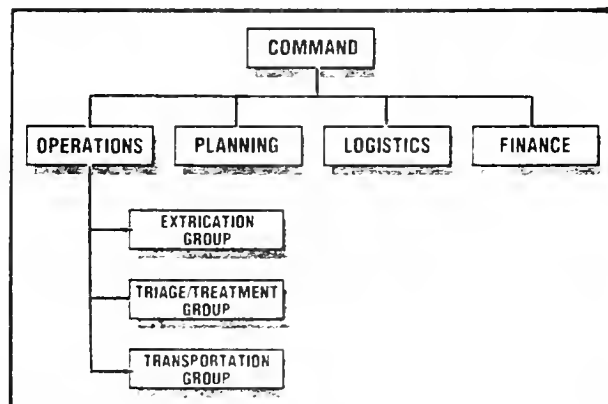 COMMAND
OPERATIONS
PLANNING
LOGISTICS
FINANCE
EXTRICATION
GROUP
TRIAGE/TREATMENT
GROUP
TRANSPORTATION
GROUP